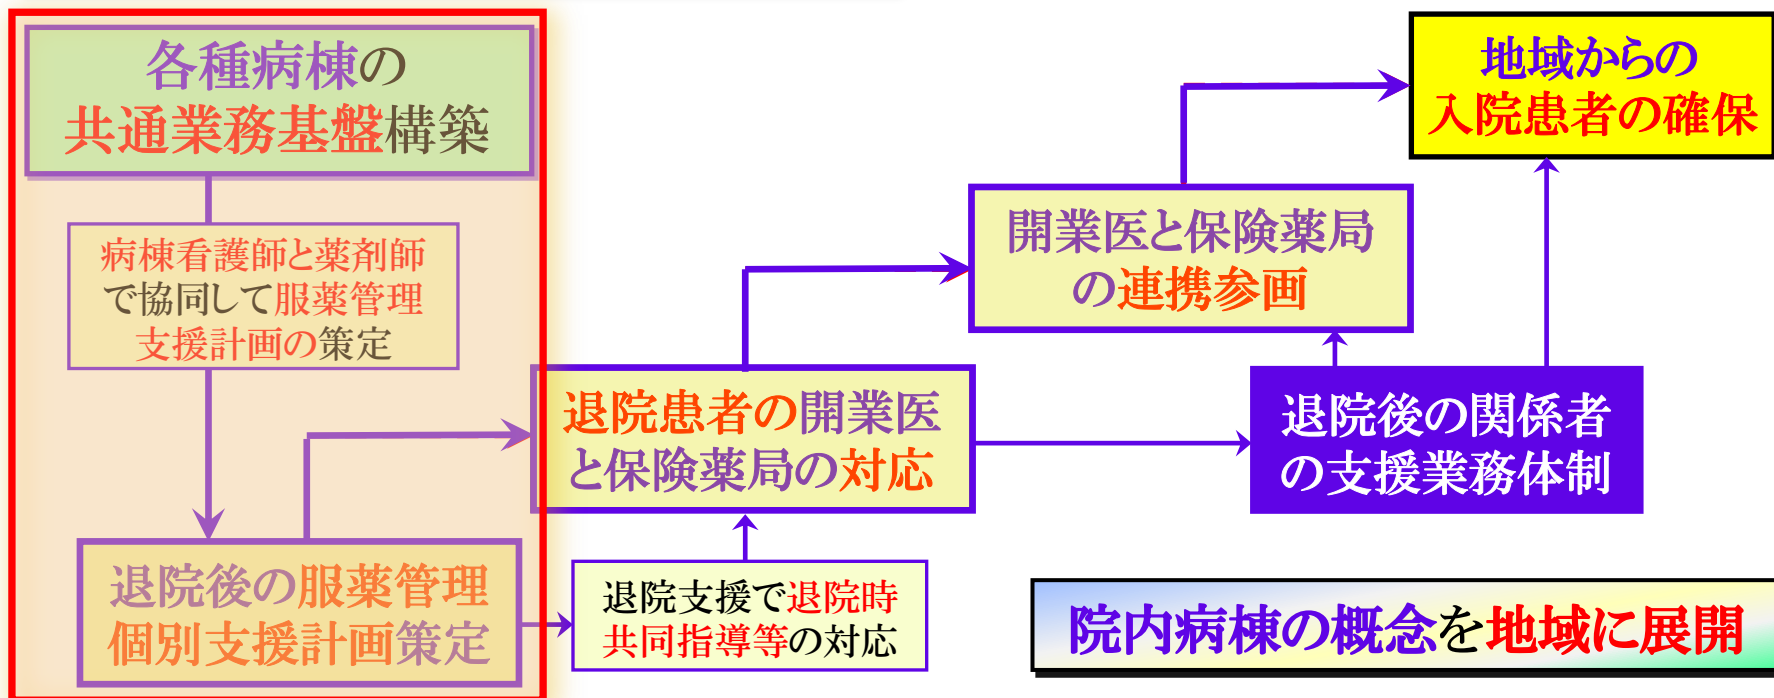 各種病棟の
共通業務基盤構築
病棟看護師と薬剤師
で協同して服薬管理
支援計画の策定
退院後の服薬管理
個別支援計画策定
退院支援で退院時
共同指導等の対応
退院患者の開業医
と保険薬局の対応
開業医と保険薬局
の連携参画
退院後の関係者
の支援業務体制
地域からの
入院患者の確保
院内病棟の概念を地域に展開